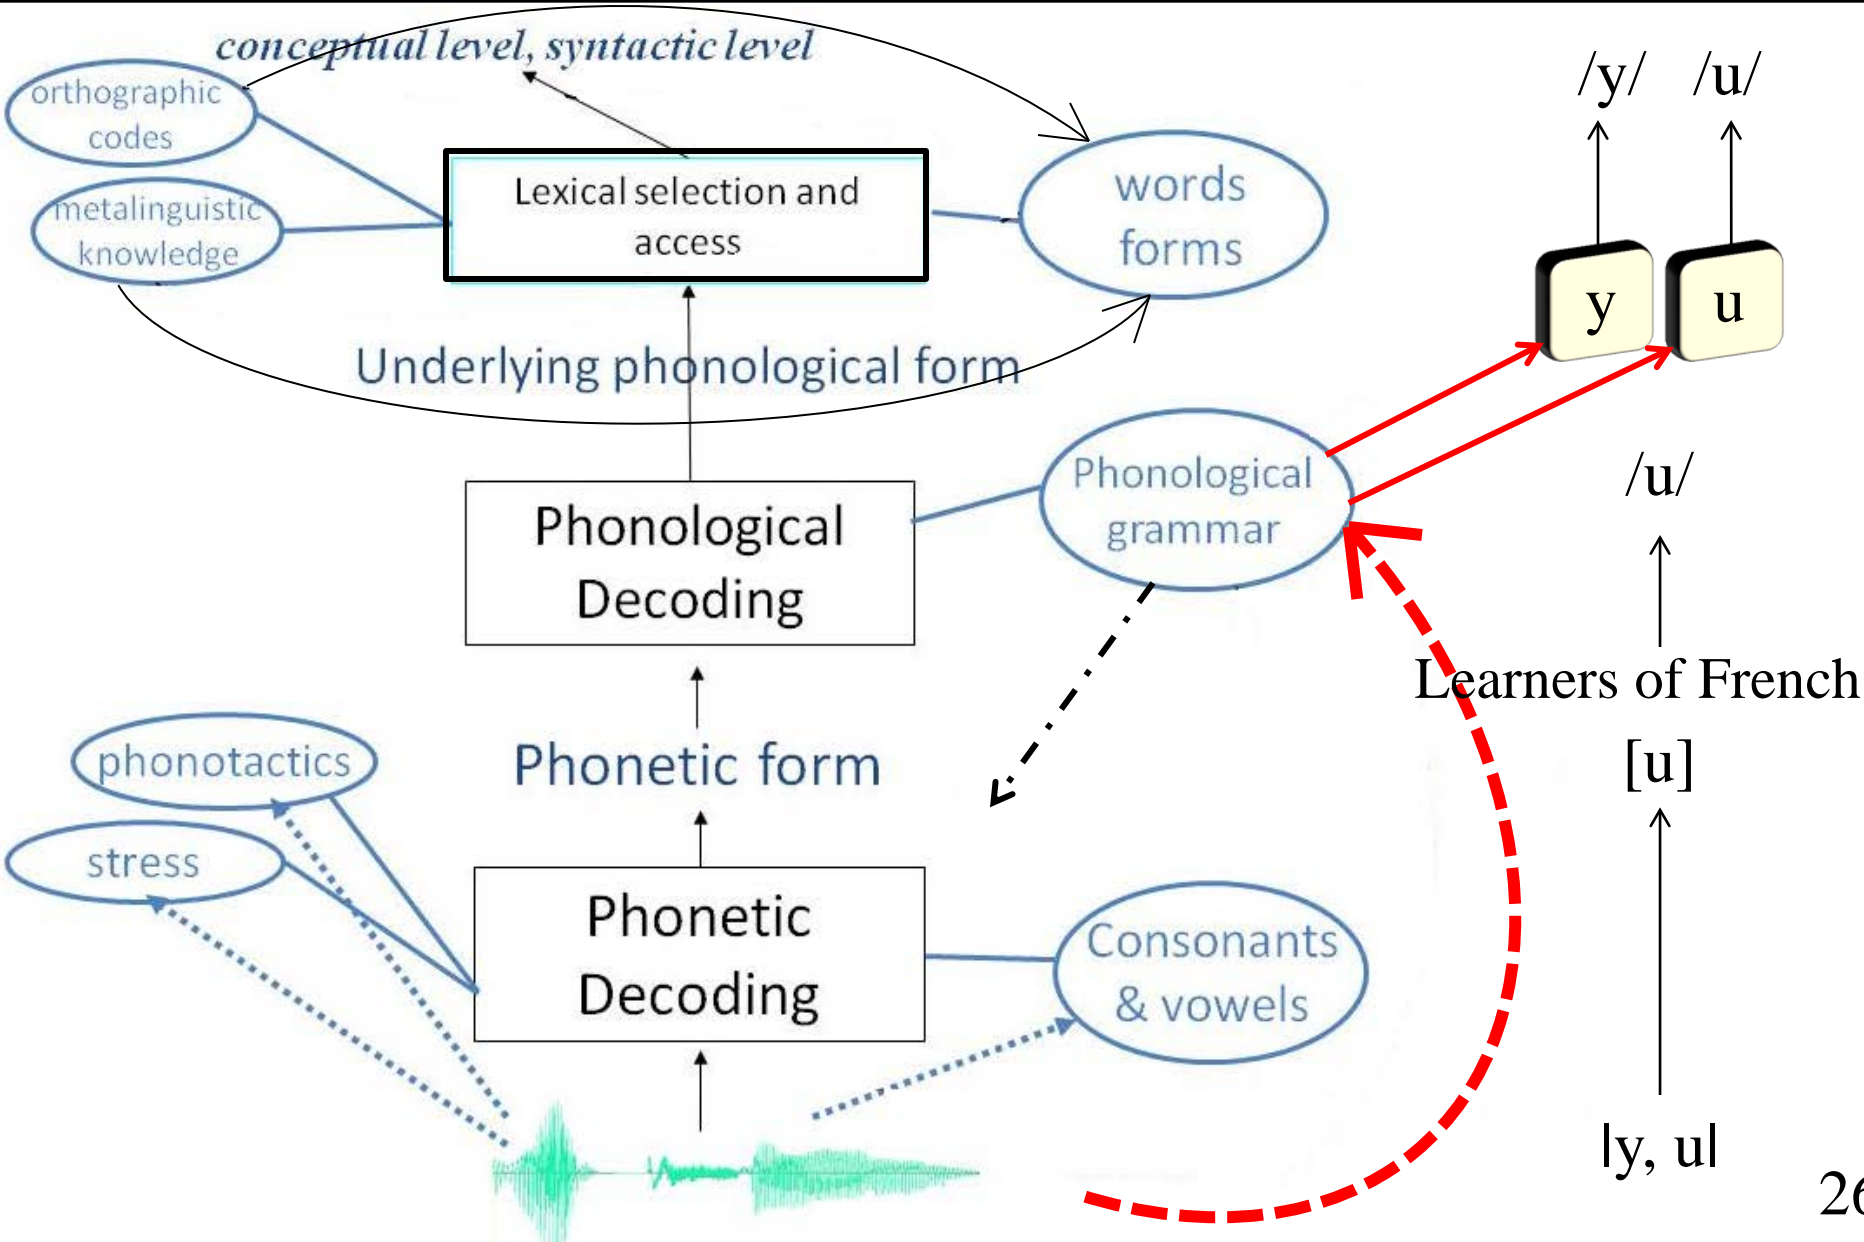 conceptual level, syntactic level
orthographic
codes
metalinguistic
knowledge
Lexical selection and
access
words
forms
/y/ /u/
y u
Underlying phonological form
Phonological
Decoding
Phonological
grammar
/u/
Learners of French
[u]
phonotactics
stress
Phonetic form
Phonetic
Decoding
Consonants
& vowels
|y, u|
26